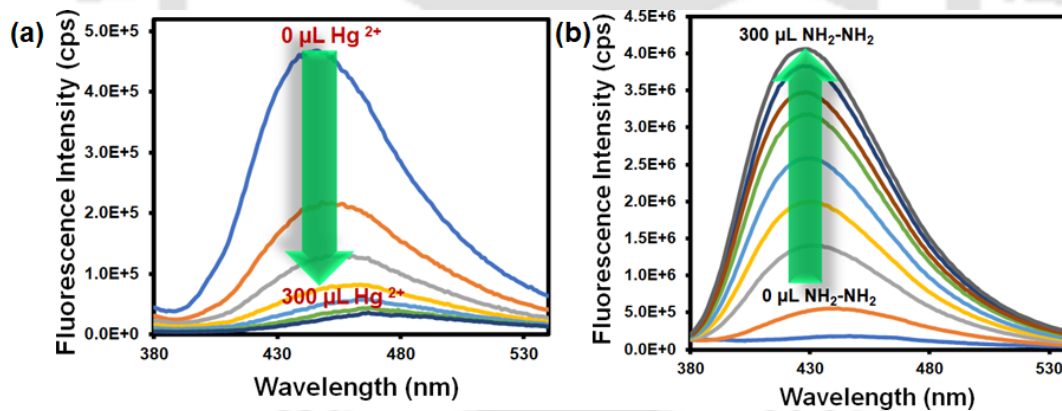 (a)
Fluorescence Intensity (cps)
5.0E+5
4.0E+5
3.0E+5
2.0E+5
1.0E+5
0.0E+0
0 µL Hg 2+
300 µL Hg 2+
380 430 480 530
Wavelength (nm)
(b)
Fluorescence Intensity (cps)
4.5E+6
4.0E+6
3.5E+6
3.0E+6
2.5E+6
2.0E+6
1.5E+6
1.0E+6
5.0E+5
0.0E+0
300 µL NH2-NH2
0 µL NH2-NH2
380 430 480 530
Wavelength (nm)